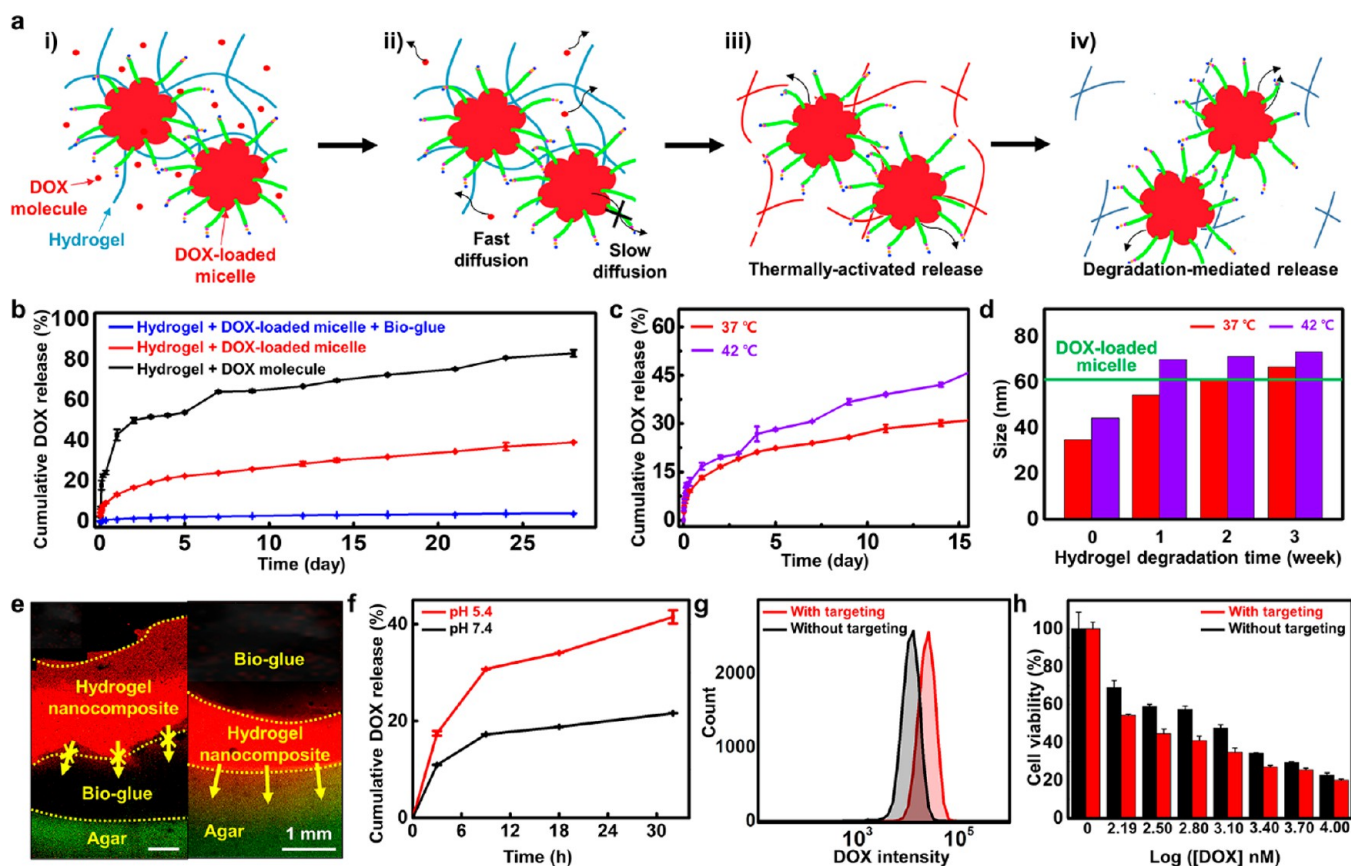 a
i)
ii)
iii)
iv)
DOX
molecule
Hydrogel
DOX-loaded
micelle
Fast
diffusion
Slow
diffusion
Thermally-activated release
Degradation-mediated release
b
Cumulative DOX release (%)
100
80
60
40
20
0
Hydrogel + DOX-loaded micelle + Bio-glue
Hydrogel + DOX-loaded micelle
Hydrogel + DOX molecule
0
5
10
15
20
25
Time (day)
c
Cumulative DOX release (%)
60
45
30
15
0
37 ℃
42 ℃
0
5
10
15
Time (day)
d
Size (nm)
80
60
40
20
0
37 ℃
42 ℃
DOX-loaded
micelle
0
1
2
3
Hydrogel degradation time (week)
e
Hydrogel
nanocomposite
Bio-glue
Agar
Bio-glue
Hydrogel
nanocomposite
Agar
1 mm
f
Cumulative DOX release (%)
40
20
0
pH 5.4
pH 7.4
0
6
12
18
24
30
Time (h)
g
Count
2000
1000
0
With targeting
Without targeting
10³
10⁵
DOX intensity
h
Cell viability (%)
100
80
60
40
20
0
With targeting
Without targeting
0
2.19
2.50
2.80
3.10
3.40
3.70
4.00
Log ([DOX] nM)